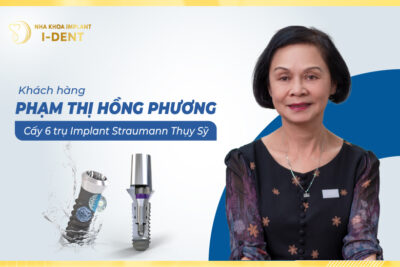 NHA KHOA IMPLANT
I-DENT
Khách hàng
PHẠM THỊ HỒNG PHƯƠNG
Cấy 6 trụ Implant Straumann Thụy Sỹ